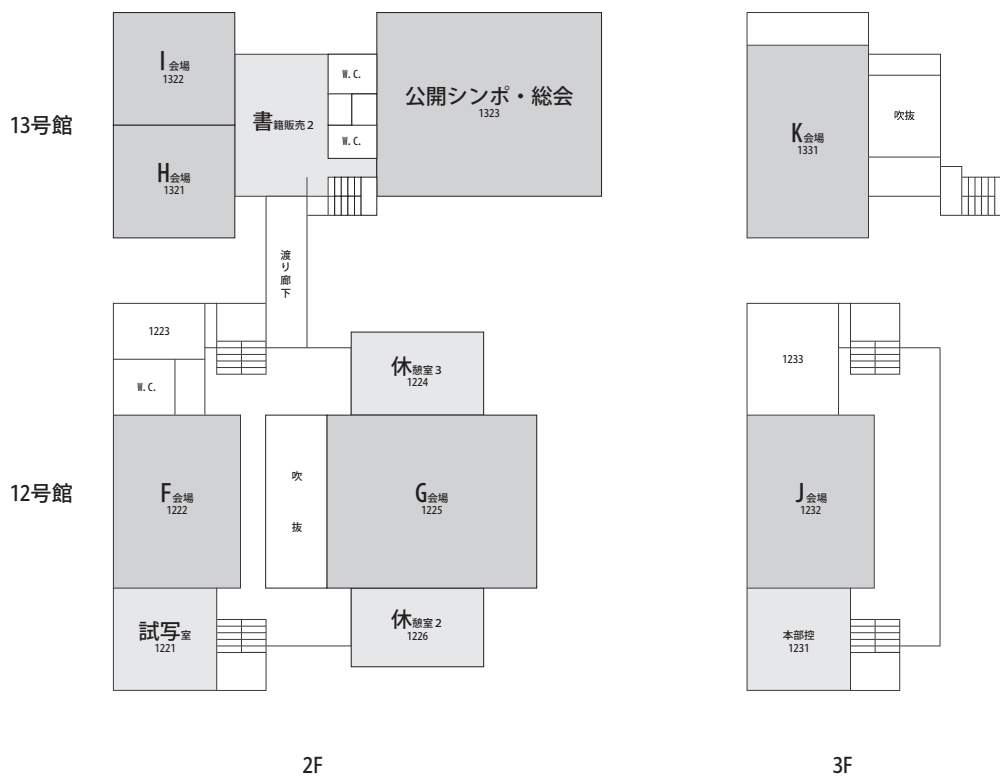 13号館
I会場
1322
H会場
1321
書籍販売2
W.C.
W.C.
公開シンポ・総会
1323
渡り廊下
K会場
1331
吹抜
12号館
1223
W.C.
休憩室3
1224
F会場
1222
吹
抜
G会場
1225
試写室
1221
休憩室2
1226
1233
J会場
1232
本部控
1231
2F
3F